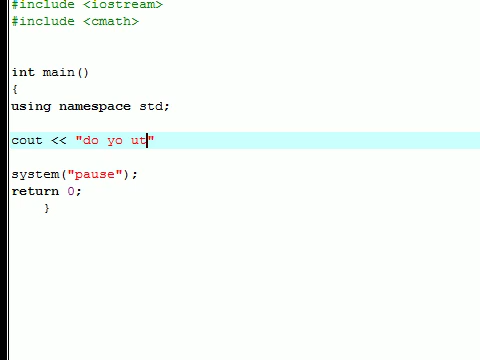 #include <iostream>
#include <cmath>
int main()
{
using namespace std;
cout << "do yo ut"
system("pause");
return 0;
}